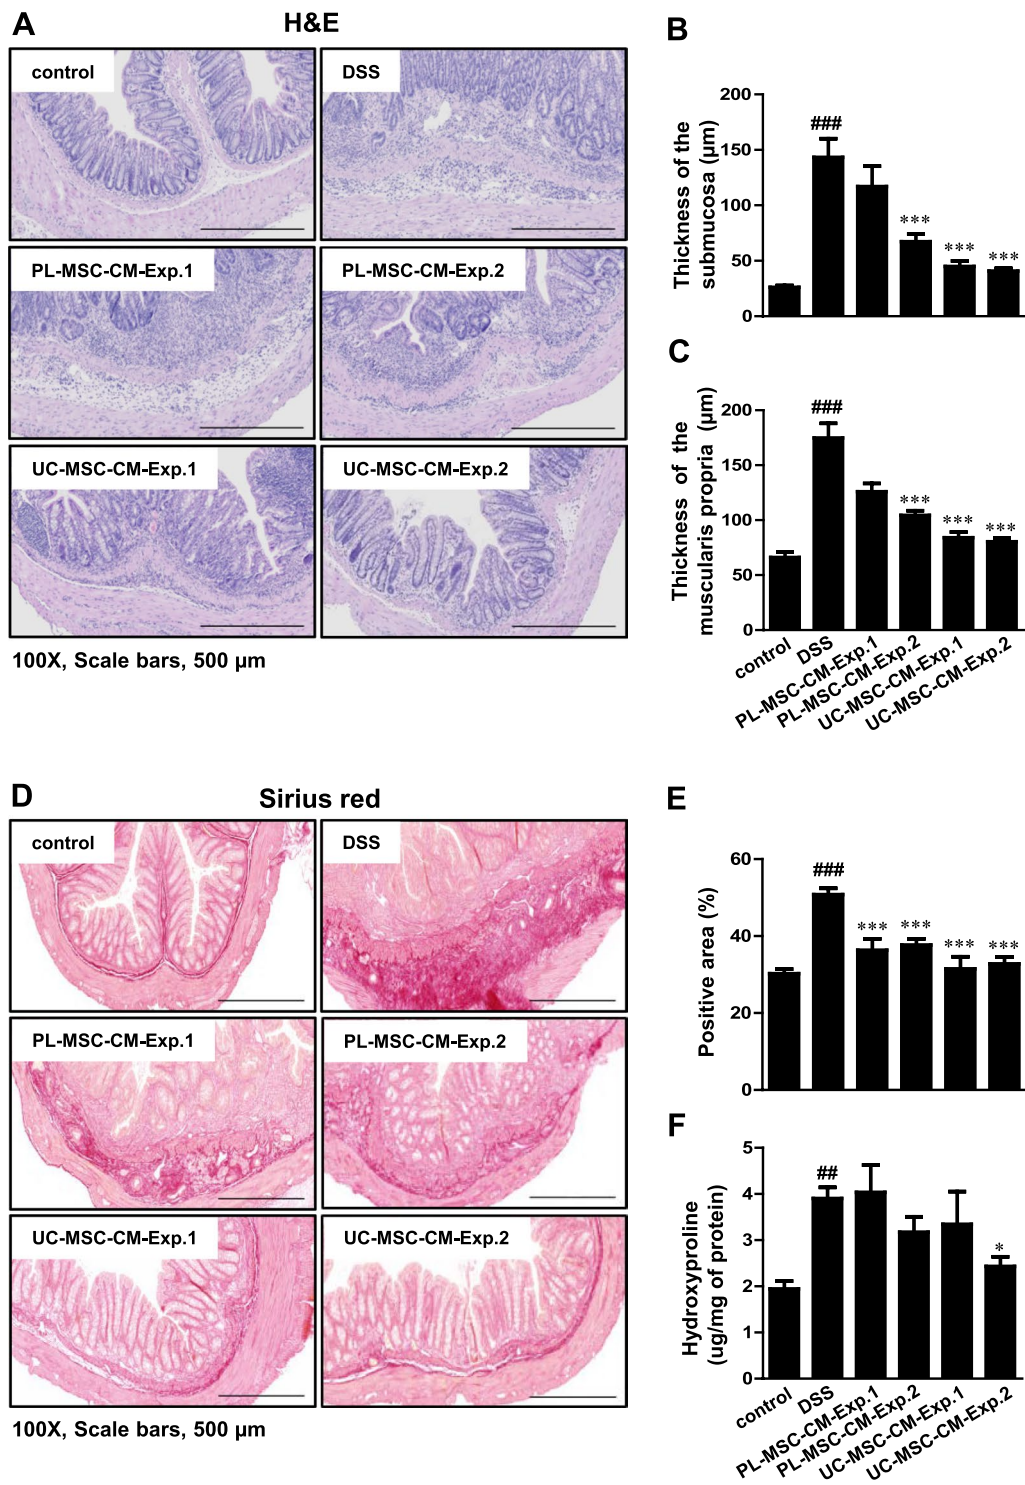 A
H&E
control
DSS
PL-MSC-CM-Exp.1
PL-MSC-CM-Exp.2
UC-MSC-CM-Exp.1
UC-MSC-CM-Exp.2
100X, Scale bars, 500 µm
B
Thickness of the
submucosa (µm)
200
150
100
50
0
###
***
***
***
C
Thickness of the
muscularis propria (µm)
200
150
100
50
0
###
***
***
***
control
DSS
PL-MSC-CM-Exp.1
PL-MSC-CM-Exp.2
UC-MSC-CM-Exp.1
UC-MSC-CM-Exp.2
D
Sirius red
control
DSS
PL-MSC-CM-Exp.1
PL-MSC-CM-Exp.2
UC-MSC-CM-Exp.1
UC-MSC-CM-Exp.2
100X, Scale bars, 500 µm
E
Positive area (%)
60
40
20
0
###
***
***
***
***
F
Hydroxyproline
(ug/mg of protein)
5
4
3
2
1
0
##
*
control
DSS
PL-MSC-CM-Exp.1
PL-MSC-CM-Exp.2
UC-MSC-CM-Exp.1
UC-MSC-CM-Exp.2